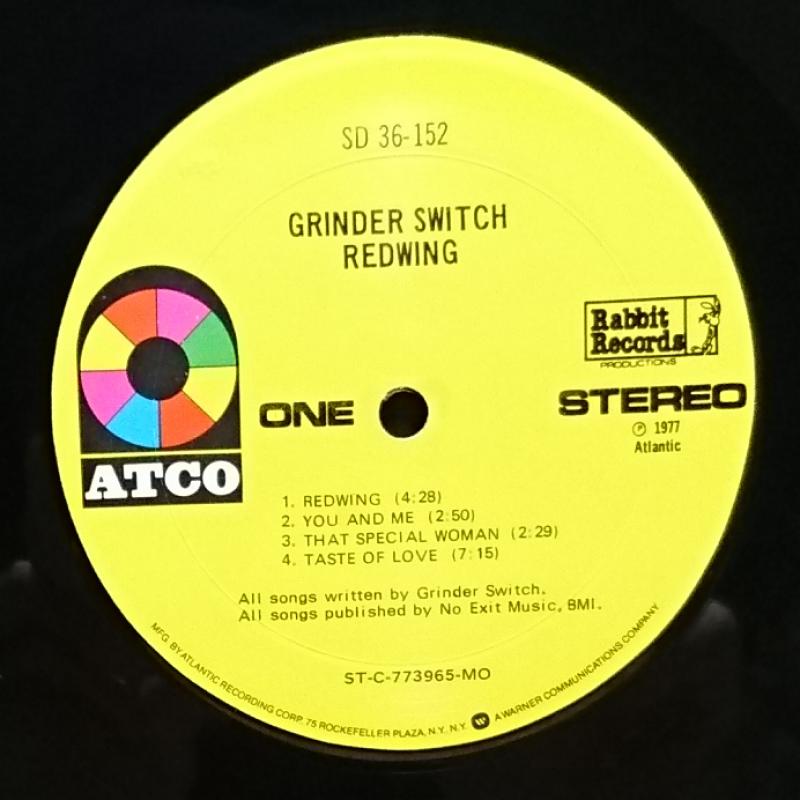 SD 36-152
GRINDER SWITCH
REDWING
Rabbit
Records
PRODUCTIONS
ATCO
ONE
STEREO
℗ 1977
Atlantic
1. REDWING (4:28)
2. YOU AND ME (2:50)
3. THAT SPECIAL WOMAN (2:29)
4. TASTE OF LOVE (7:15)
All songs written by Grinder Switch.
All songs published by No Exit Music, BMI.
ST-C-773965-MO
MFG. BY ATLANTIC RECORDING CORP. 75 ROCKEFELLER PLAZA, N.Y. N.Y. W A WARNER COMMUNICATIONS COMPANY